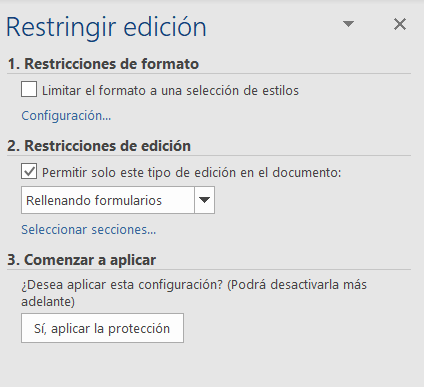 Restringir edición
1. Restricciones de formato
Limitar el formato a una selección de estilos
Configuración...
2. Restricciones de edición
Permitir solo este tipo de edición en el documento:
Rellenando formularios
Seleccionar secciones...
3. Comenzar a aplicar
¿Desea aplicar esta configuración? (Podrá desactivarla más
adelante)
Sí, aplicar la protección